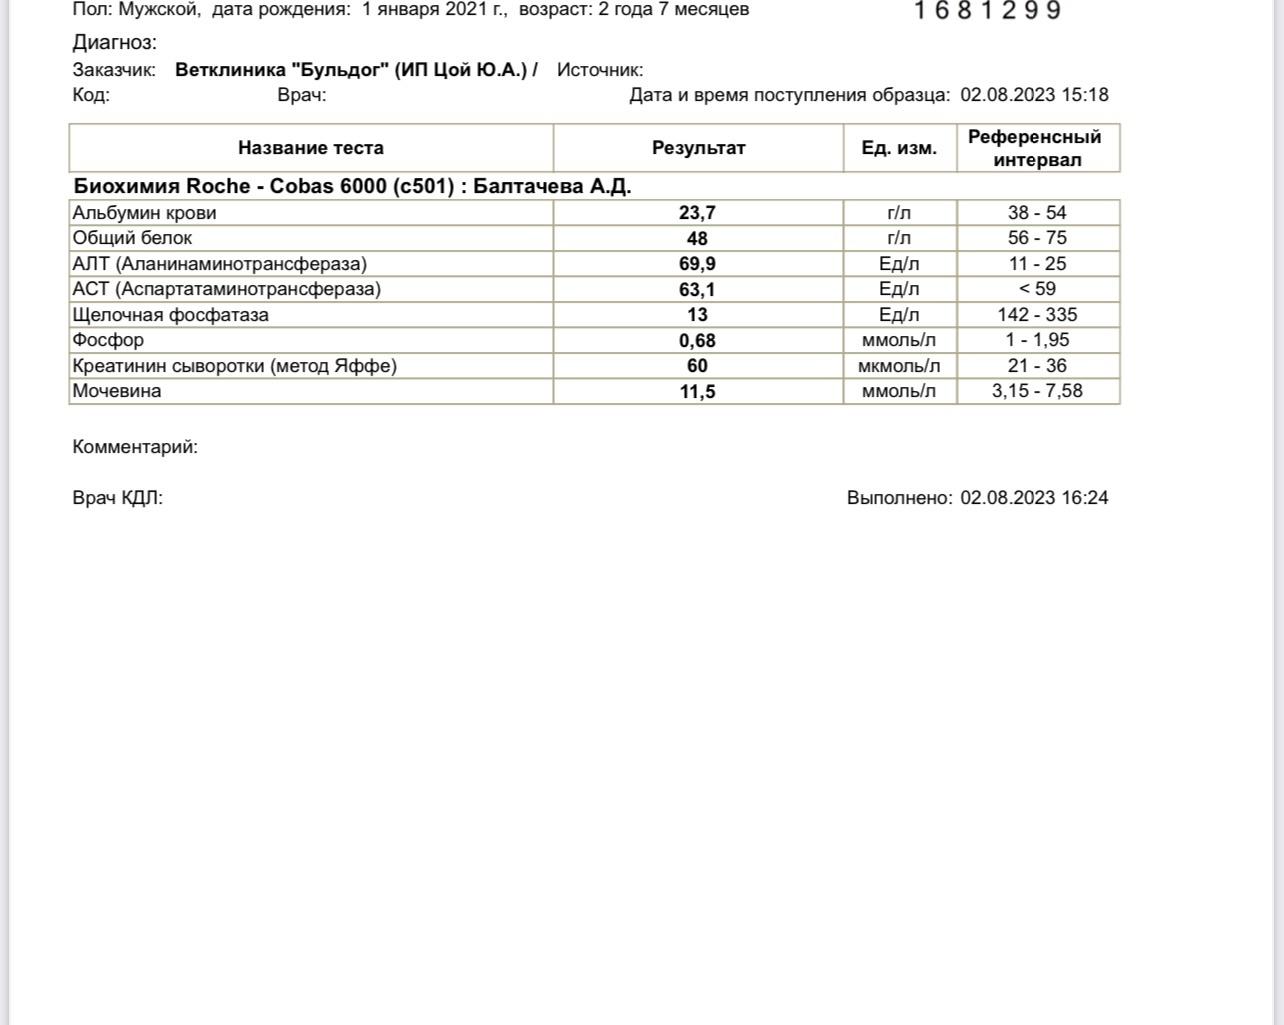 Пол: Мужской, дата рождения: 1 января 2021 г., возраст: 2 года 7 месяцев
1681299
Диагноз:
Заказчик: Ветклиника "Бульдог" (ИП Цой Ю.А.) / Источник:
Код: Врач: Дата и время поступления образца: 02.08.2023 15:18
Название теста Результат Ед. изм. Референсный интервал
Биохимия Roche - Cobas 6000 (c501) : Балтачева А.Д.
Альбумин крови 23,7 г/л 38 - 54
Общий белок 48 г/л 56 - 75
АЛТ (Аланинаминотрансфераза) 69,9 Ед/л 11 - 25
АСТ (Аспартатаминотрансфераза) 63,1 Ед/л < 59
Щелочная фосфатаза 13 Ед/л 142 - 335
Фосфор 0,68 ммоль/л 1 - 1,95
Креатинин сыворотки (метод Яффе) 60 мкмоль/л 21 - 36
Мочевина 11,5 ммоль/л 3,15 - 7,58
Комментарий:
Врач КДЛ: Выполнено: 02.08.2023 16:24